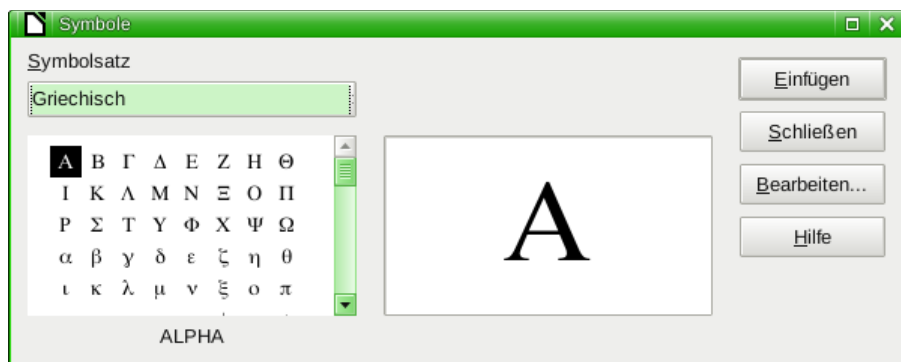 Symbole
Symbolsatz
Griechisch
Α Β Γ Δ Ε Ζ Η Θ
Ι Κ Λ Μ Ν Ξ Ο Π
Ρ Σ Τ Υ Φ Χ Ψ Ω
α β γ δ ε ζ η θ
ι κ λ μ ν ξ ο π
ALPHA
Α
Einfügen
Schließen
Bearbeiten...
Hilfe